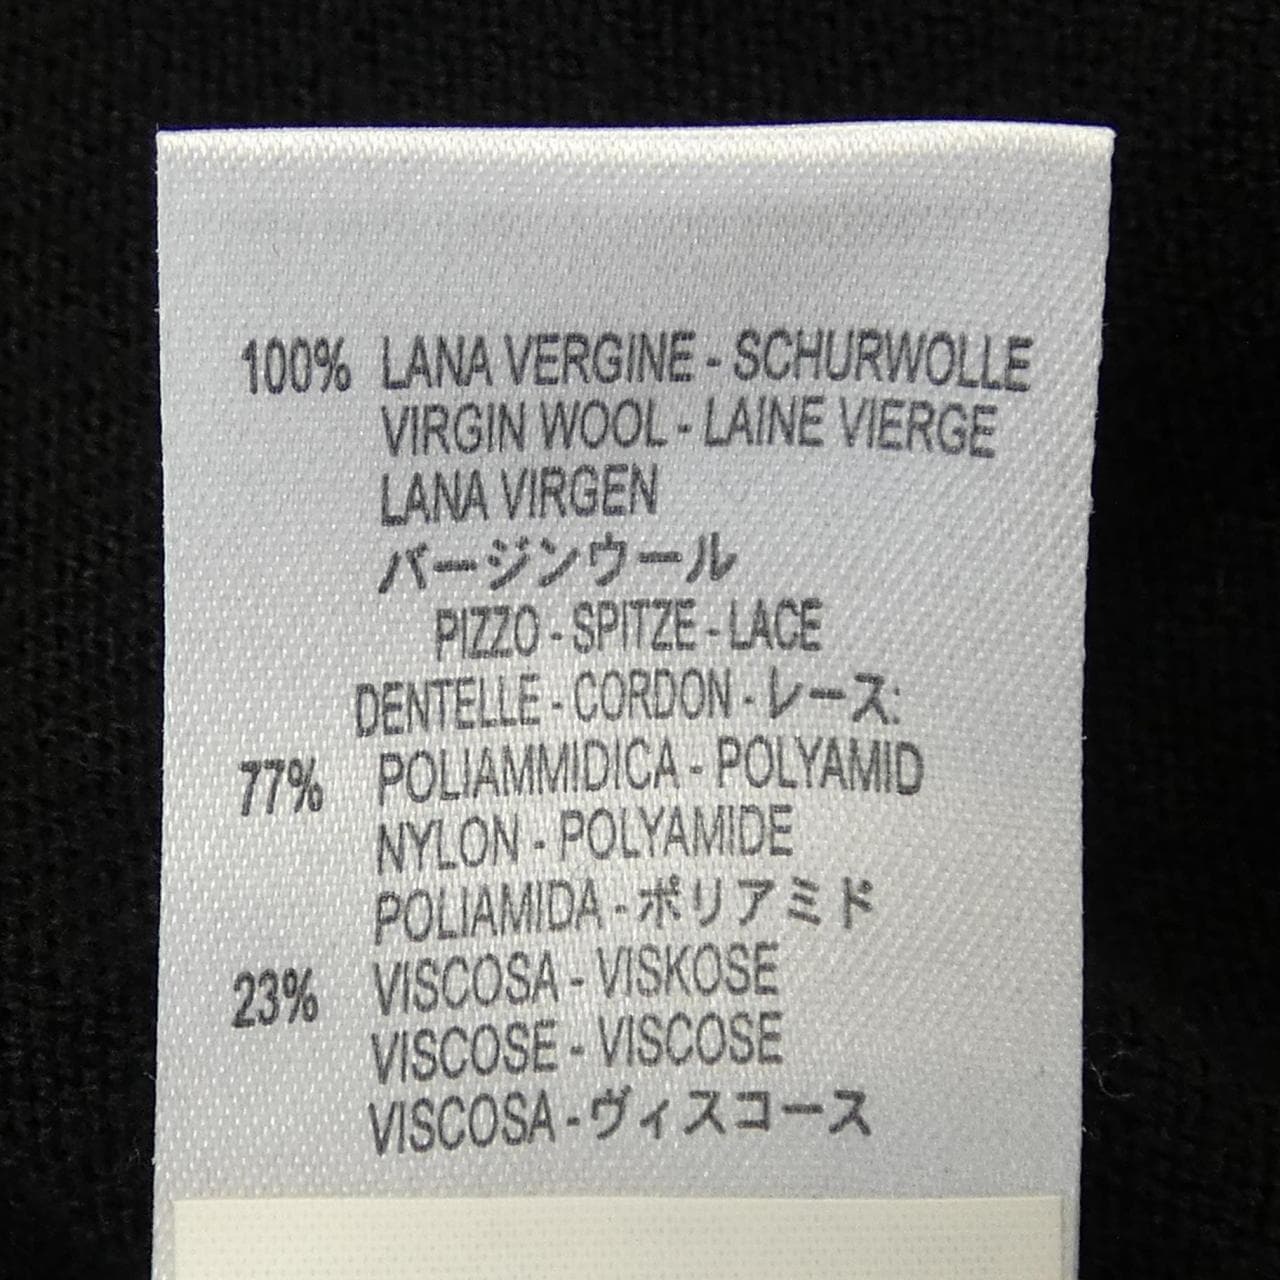 100% LANA VERGINE - SCHURWOLLE
VIRGIN WOOL - LAINE VIERGE
LANA VIRGEN
バージンウール
PIZZO - SPITZE - LACE
DENTELLE - CORDON - レース:
77% POLIAMMIDICA - POLYAMID
NYLON - POLYAMIDE
POLIAMIDA - ポリアミド
23% VISCOSA - VISKOSE
VISCOSE - VISCOSE
VISCOSA - ヴィスコース